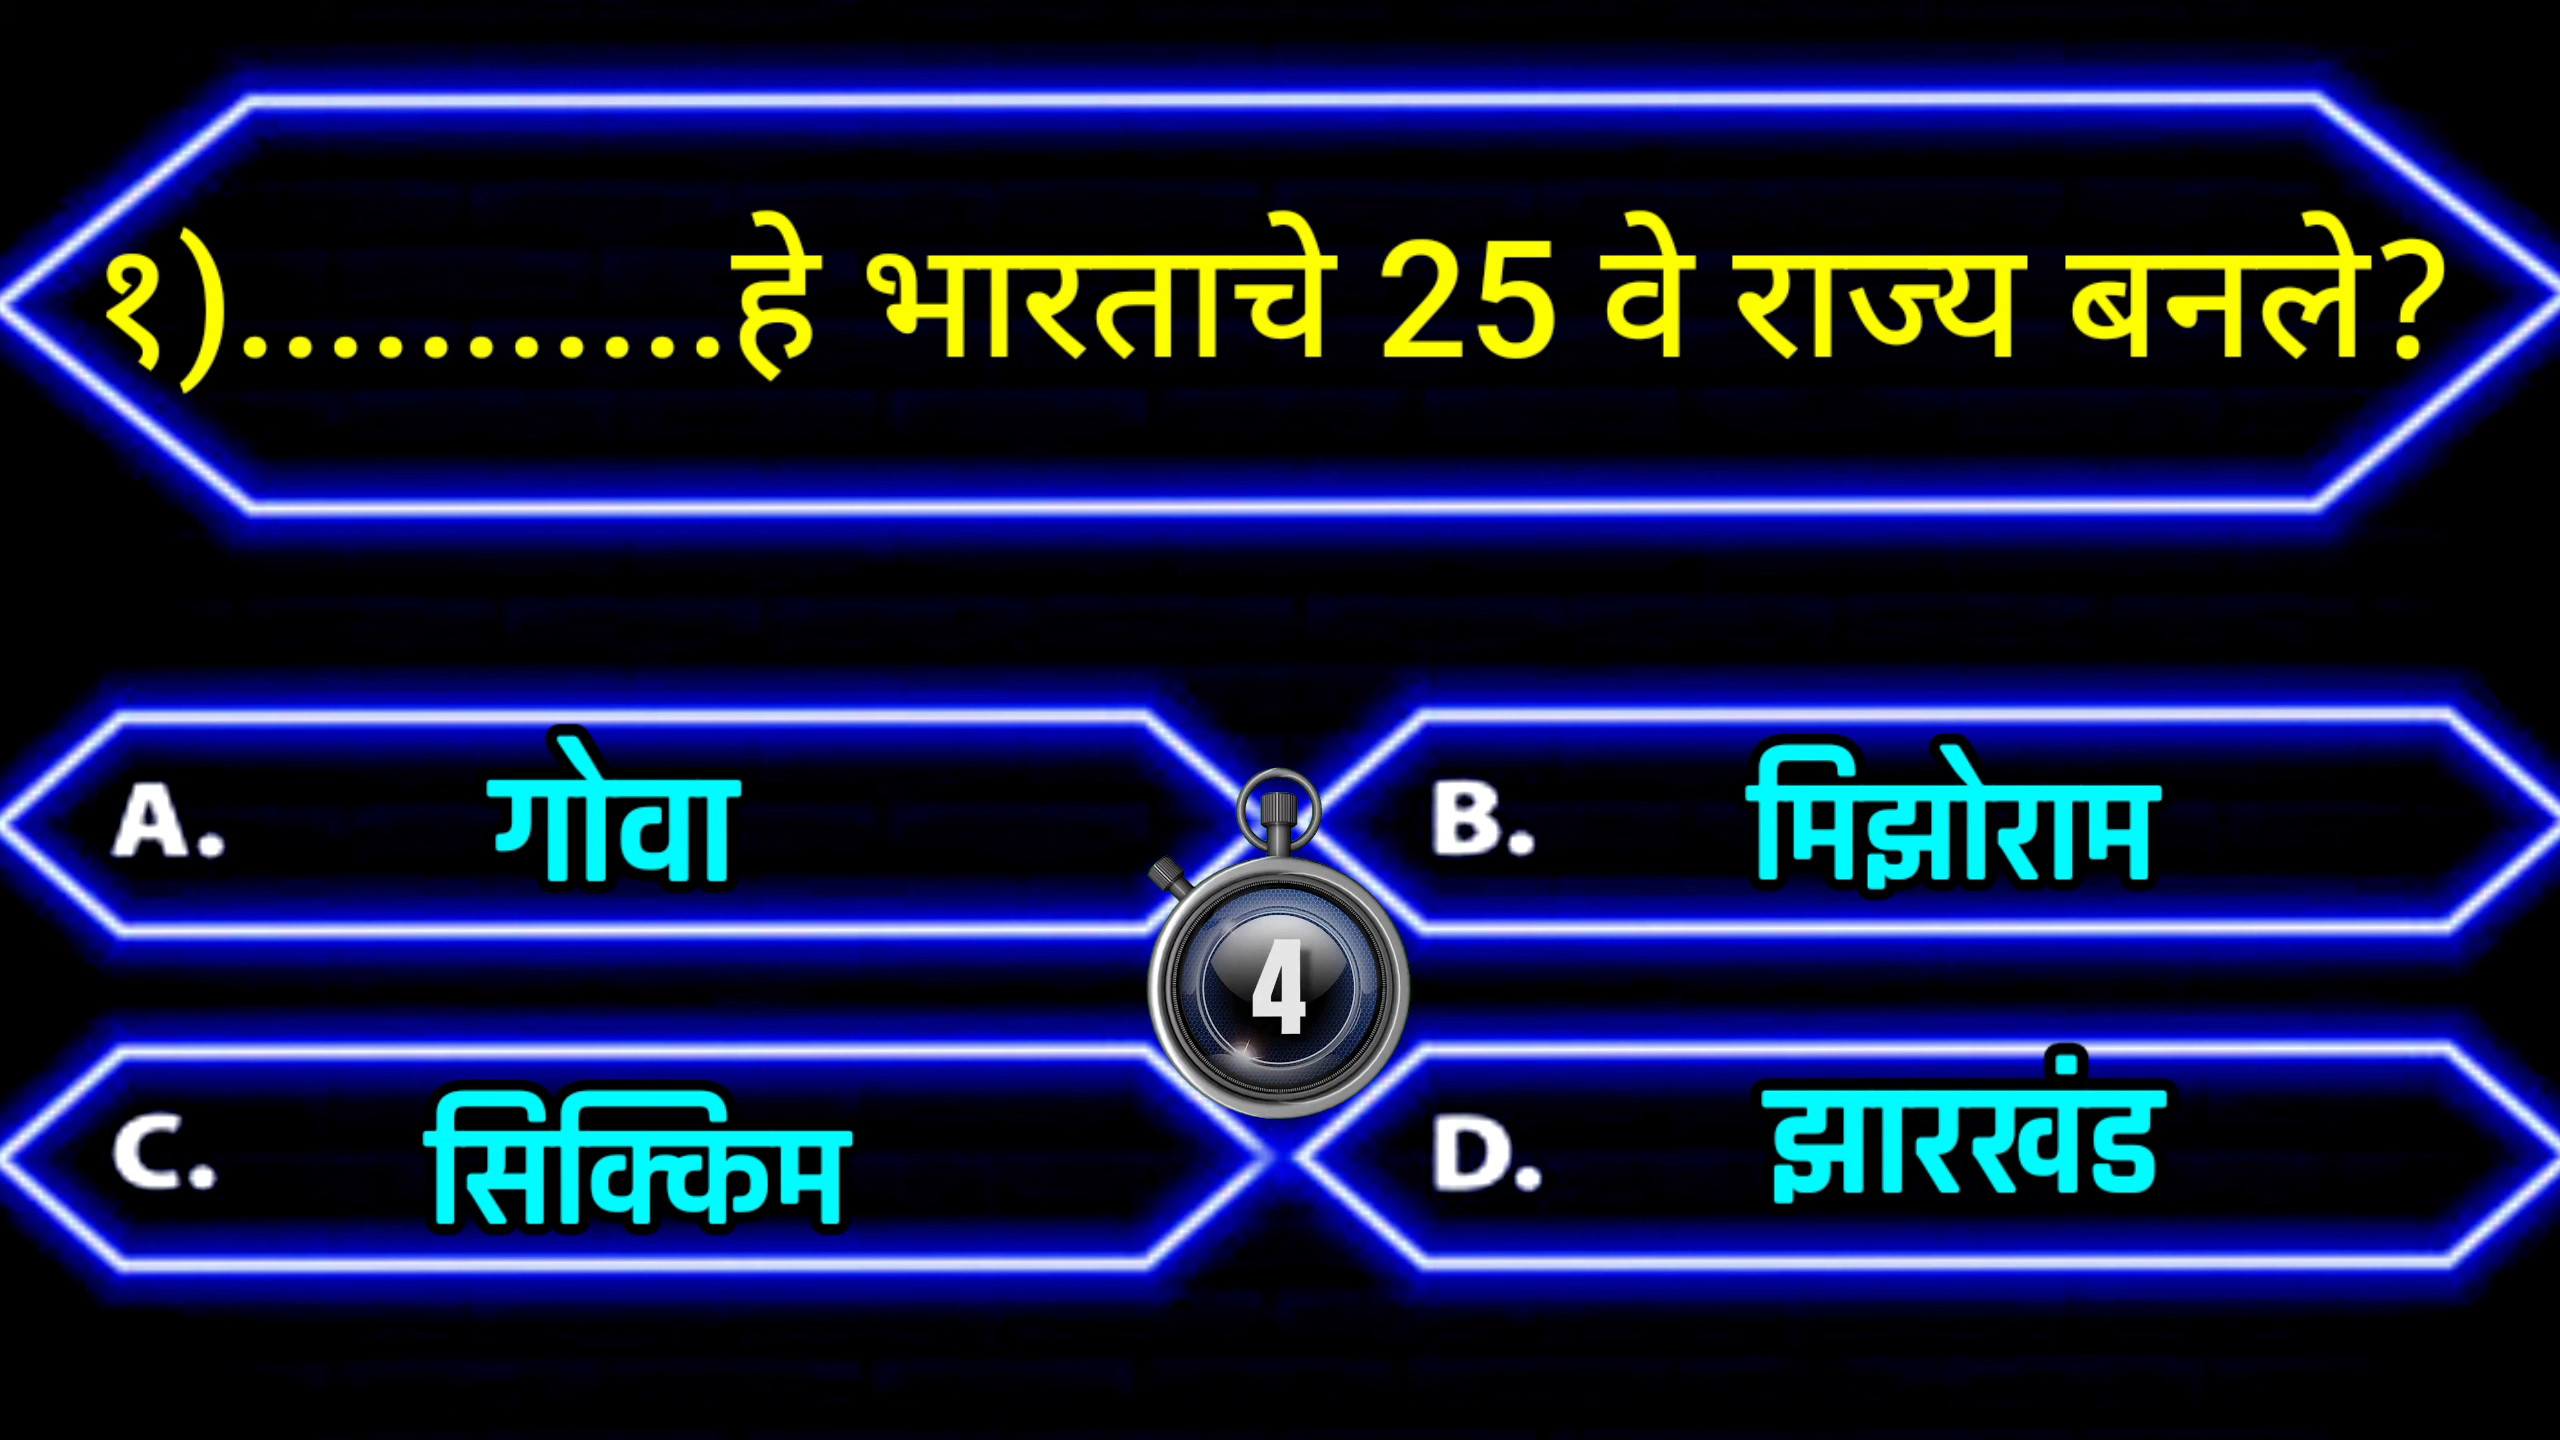 १)...........हे भारताचे 25 वे राज्य बनले?
A. गोवा
B. मिझोराम
4
C. सिक्किम
D. झारखंड